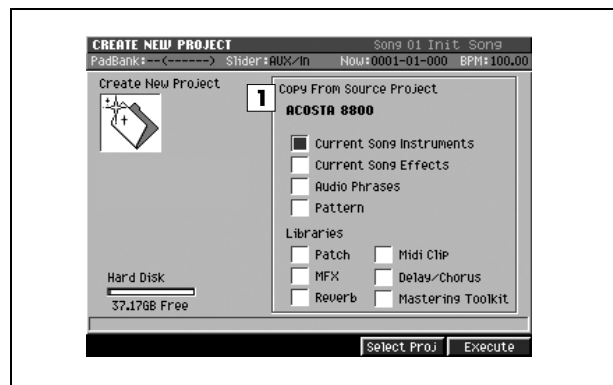 CREATE NEW PROJECT Song 01 Init Song
PadBank:--(------) Slider:AUX/In Now:0001-01-000 BPM:100.00
Create New Project
1
Copy From Source Project
ACOSTA 8800
Current Song Instruments
Current Song Effects
Audio Phrases
Pattern
Libraries
Patch Midi Clip
MFX Delay/Chorus
Reverb Mastering Toolkit
Hard Disk
37.17GB Free
Select Proj Execute